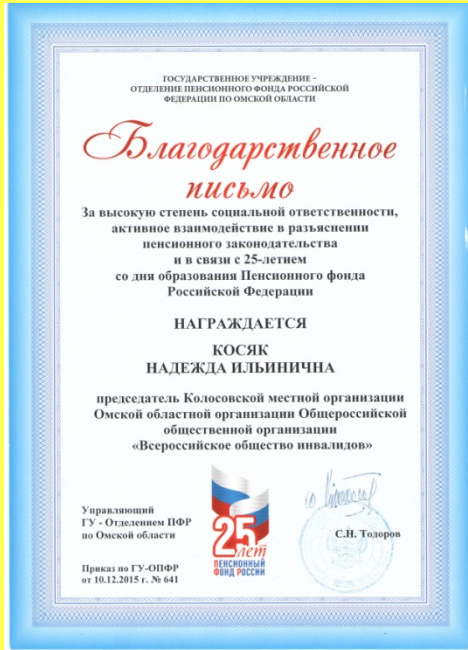 ГОСУДАРСТВЕННОЕ УЧРЕЖДЕНИЕ –
ОТДЕЛЕНИЕ ПЕНСИОННОГО ФОНДА РОССИЙСКОЙ
ФЕДЕРАЦИИ ПО ОМСКОЙ ОБЛАСТИ
Благодарственное
письмо
За высокую степень социальной ответственности,
активное взаимодействие в разъяснении
пенсионного законодательства
и в связи с 25-летием
со дня образования Пенсионного фонда
Российской Федерации
НАГРАЖДАЕТСЯ
КОСЯК
НАДЕЖДА ИЛЬИНИЧНА
председатель Колосовской местной организации
Омской областной организации Общероссийской
общественной организации
«Всероссийское общество инвалидов»
Управляющий
ГУ - Отделением ПФР
по Омской области
25 лет
ПЕНСИОННЫЙ
ФОНД РОССИИ
С.Н. Тодоров
Приказ по ГУ-ОПФР
от 10.12.2015 г. № 641